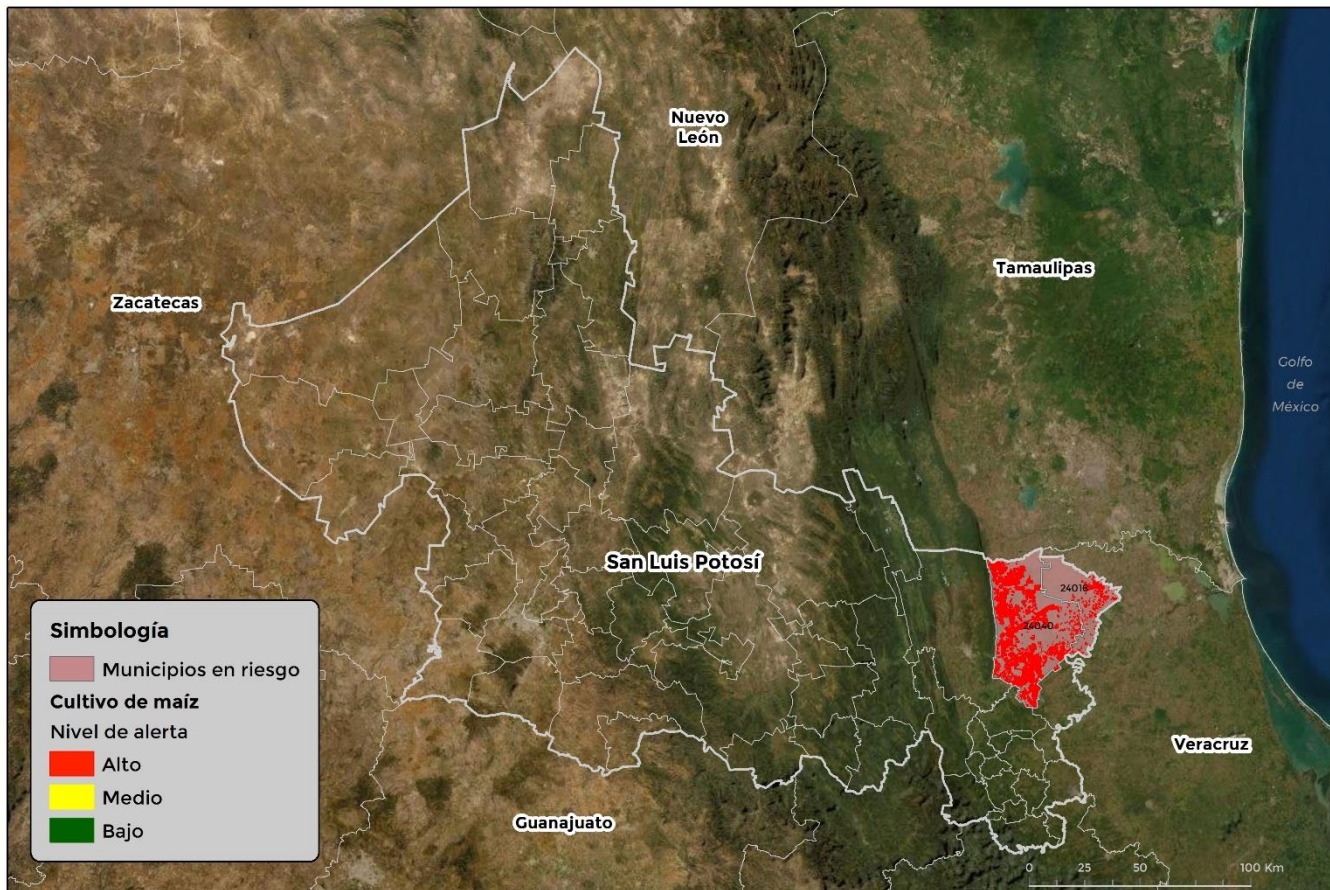 Nuevo
León
Tamaulipas
Zacatecas
Golfo
de
México
San Luis Potosí
24016
24040
Veracruz
Guanajuato
Simbología
Municipios en riesgo
Cultivo de maíz
Nivel de alerta
Alto
Medio
Bajo
0 25 50 100 Km